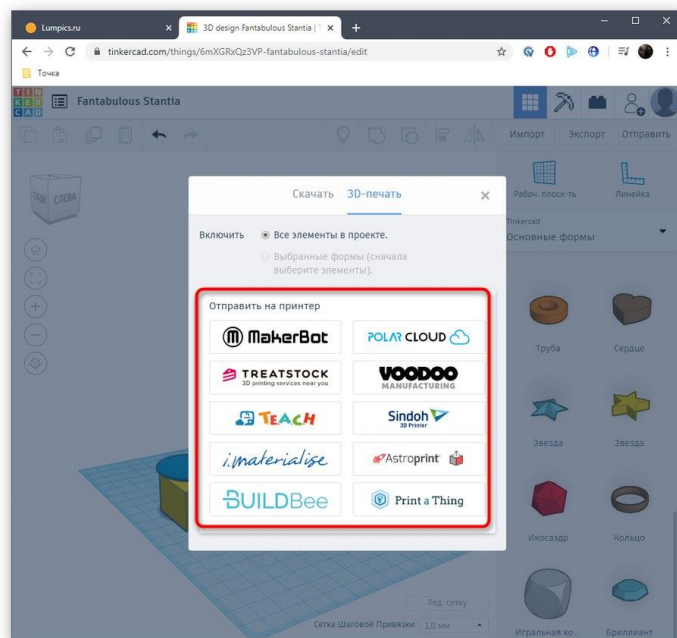 Lumpics.ru
3D design Fantabulous Stantia | T
tinkercad.com/things/6mXGRxQz3VP-fantabulous-stantia/edit
Точка
TIN
KER
CAD
Fantabulous Stantia
Импорт Экспорт Отправить
СЛЕВА
Рабоч. плоск-ть
Линейка
Tinkercad
Основные формы
Скачать 3D-печать
Включить
Все элементы в проекте.
Выбранные формы (сначала
выберите элементы).
Отправить на принтер
MakerBot
POLAR CLOUD
TREATSTOCK
3D printing services near you
VOODOO
MANUFACTURING
TEACH
Sindoh
3D Printer
i.materialise
Astroprint
BUILDBee
Print a Thing
Труба
Сердце
Звезда
Звезда
Икосаэдр
Кольцо
Игральная ко...
Бриллиант
Ред. сетку
Сетка Шаговой Привязки 1,0 мм